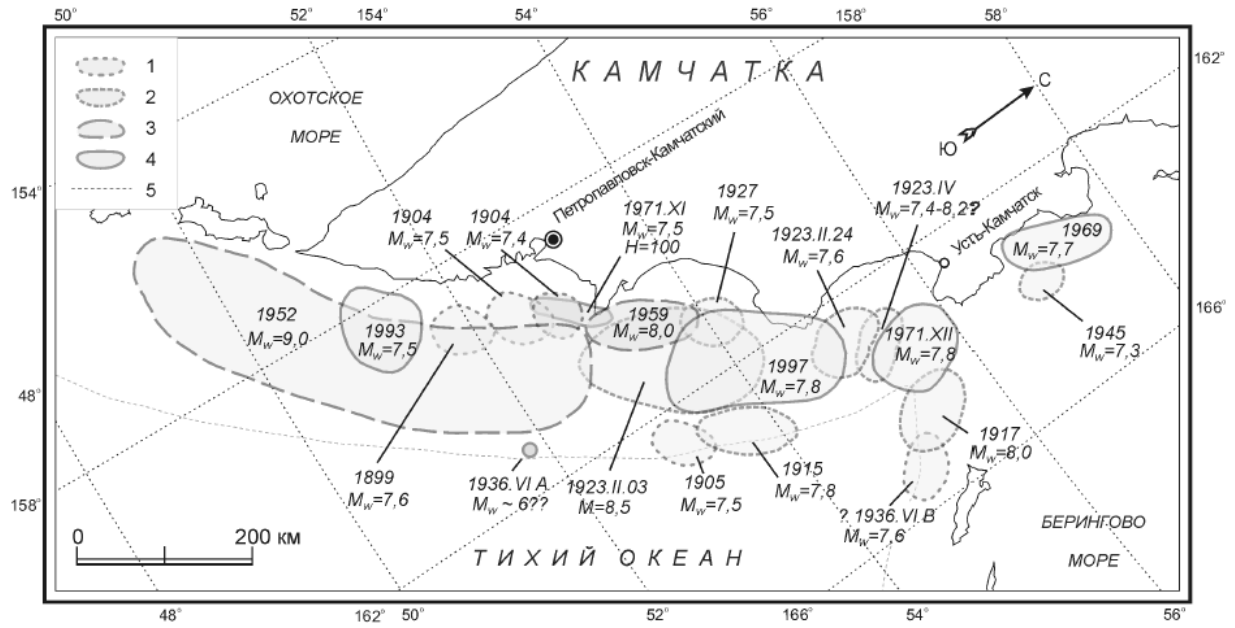 50° 52° 154° 54° 56° 158° 58°
162°
КАМЧАТКА
1
2
3
4
5
ОХОТСКОЕ
МОРЕ
С
Ю
Петропавловск-Камчатский
Усть-Камчатск
154°
1904
Mw=7,5
1904
Mw=7,4
1971.XI
Mw=7,5
H=100
1927
Mw=7,5
1923.II.24
Mw=7,6
1923.IV
Mw=7,4-8,2?
1969
Mw=7,7
166°
1952
Mw=9,0
1993
Mw=7,5
1959
Mw=8,0
1997
Mw=7,8
1971.XII
Mw=7,8
1945
Mw=7,3
48°
1899
Mw=7,6
1936.VI A
Mw ~ 6??
1923.II.03
M=8,5
1905
Mw=7,5
1915
Mw=7,8
1917
Mw=8,0
? 1936.VI B
Mw=7,6
158°
0 200 км
ТИХИЙ ОКЕАН
БЕРИНГОВО
МОРЕ
48° 162° 50° 52° 166° 54° 56°